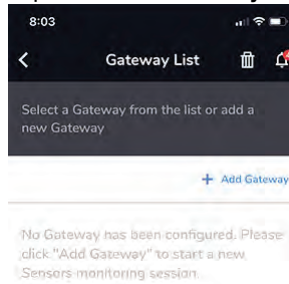 8:03
Gateway List
Select a Gateway from the list or add a
new Gateway
+ Add Gateway
No Gateway has been configured. Please
click "Add Gateway" to start a new
Sensors monitoring session